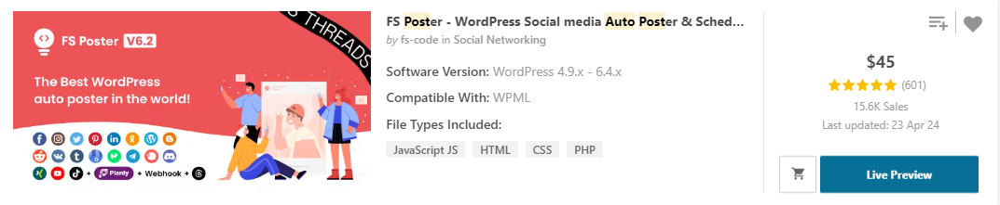 FS Poster V6.2
THREADS
The Best WordPress
auto poster in the world!
Planly
+ Webhook +
FS Poster - WordPress Social media Auto Poster & Sched...
by fs-code in Social Networking
Software Version: WordPress 4.9.x - 6.4.x
Compatible With: WPML
File Types Included:
JavaScript JS HTML CSS PHP
$45
(601)
15.6K Sales
Last updated: 23 Apr 24
Live Preview